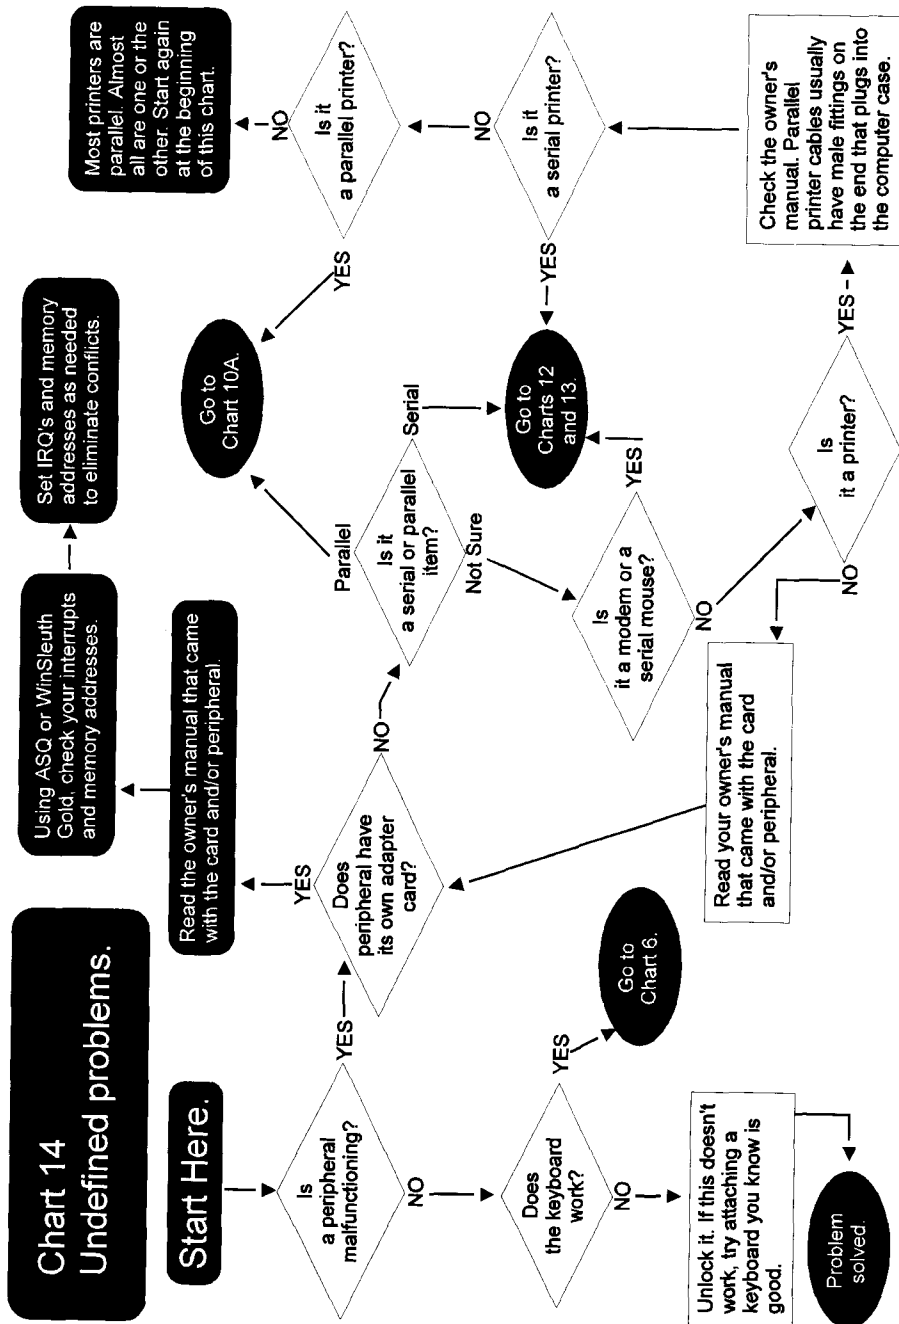 Chart 14
Undefined problems.
Start Here.
Is
a peripheral
malfunctioning?
YES
NO
Does
the keyboard
work?
YES
NO
Go to
Chart 6.
Unlock it. If this doesn't
work, try attaching a
keyboard you know is
good.
Problem
solved.
Does
peripheral have
its own adapter
card?
YES
NO
Read the owner's manual that came
with the card and/or peripheral.
Using ASQ or WinSleuth
Gold, check your interrupts
and memory addresses.
Set IRQ's and memory
addresses as needed
to eliminate conflicts.
Is it
a serial or parallel
item?
Parallel
Serial
Not Sure
Go to
Chart 10A.
Go to
Charts 12
and 13.
Is
it a modem or a
serial mouse?
YES
NO
Is
it a printer?
YES
NO
Read your owner's manual
that came with the card
and/or peripheral.
Check the owner's
manual. Parallel
printer cables usually
have male fittings on
the end that plugs into
the computer case.
Is it
a serial printer?
YES
NO
Is it
a parallel printer?
YES
NO
Most printers are
parallel. Almost
all are one or the
other. Start again
at the beginning
of this chart.